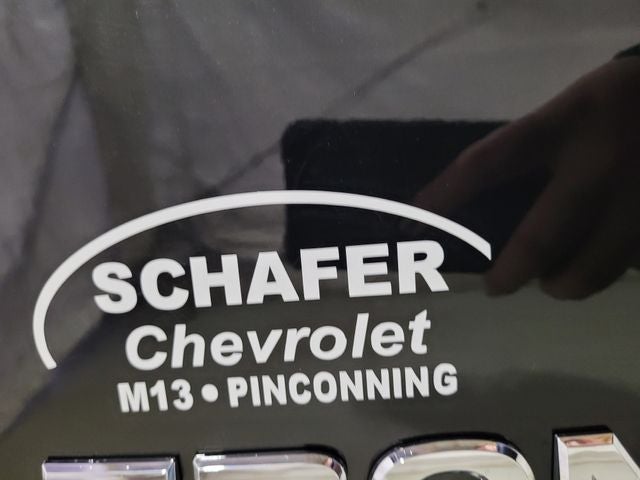 SCHAFER
Chevrolet
M13 • PINCONNING